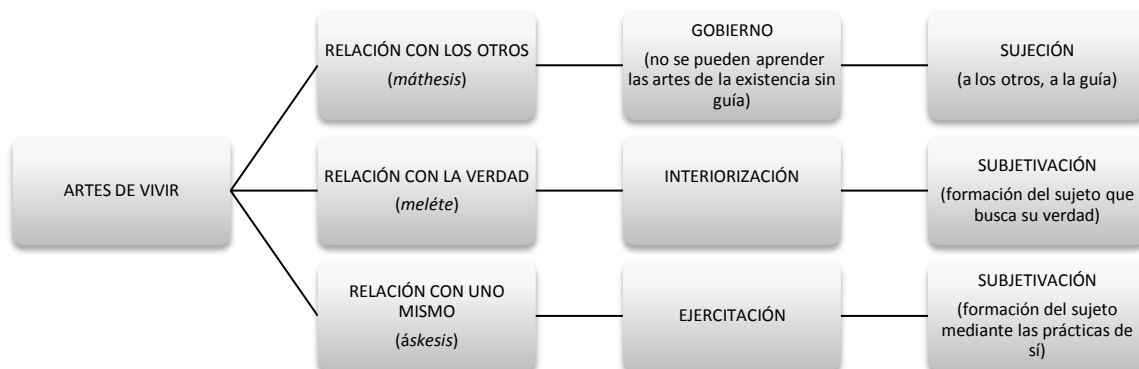 ARTES DE VIVIR
RELACIÓN CON LOS OTROS
(máthesis)
GOBIERNO
(no se pueden aprender
las artes de la existencia sin
guía)
SUJECIÓN
(a los otros, a la guía)
RELACIÓN CON LA VERDAD
(meléte)
INTERIORIZACIÓN
SUBJETIVACIÓN
(formación del sujeto que
busca su verdad)
RELACIÓN CON UNO
MISMO
(áskesis)
EJERCITACIÓN
SUBJETIVACIÓN
(formación del sujeto
mediante las prácticas de
sí)